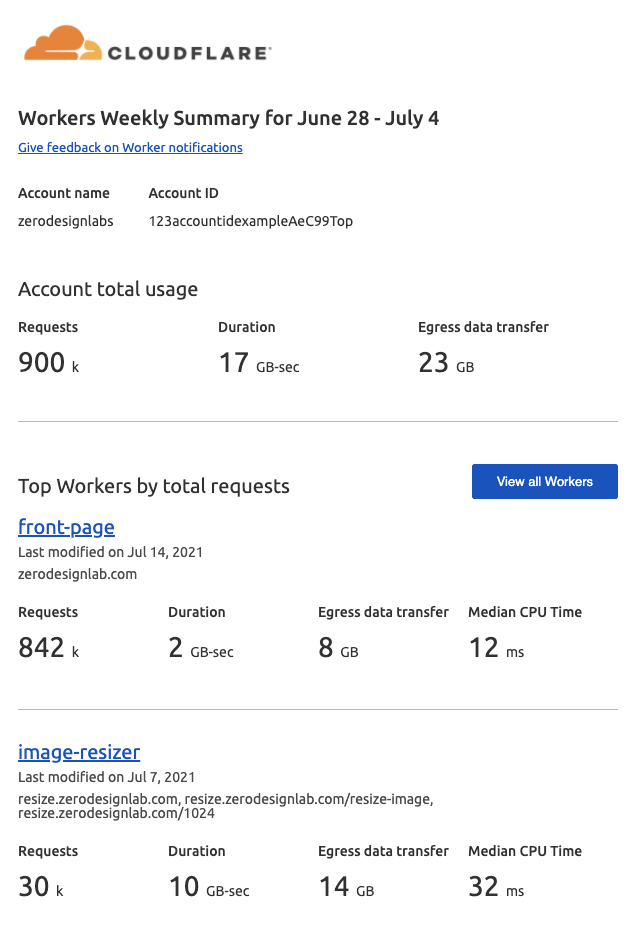 CLOUDFLARE
Workers Weekly Summary for June 28 - July 4
Give feedback on Worker notifications
Account name Account ID
zerodesignlabs 123accountidexampleAeC99Top
Account total usage
Requests Duration Egress data transfer
900 k 17 GB-sec 23 GB
Top Workers by total requests View all Workers
front-page
Last modified on Jul 14, 2021
zerodesignlab.com
Requests Duration Egress data transfer Median CPU Time
842 k 2 GB-sec 8 GB 12 ms
image-resizer
Last modified on Jul 7, 2021
resize.zerodesignlab.com, resize.zerodesignlab.com/resize-image,
resize.zerodesignlab.com/1024
Requests Duration Egress data transfer Median CPU Time
30 k 10 GB-sec 14 GB 32 ms